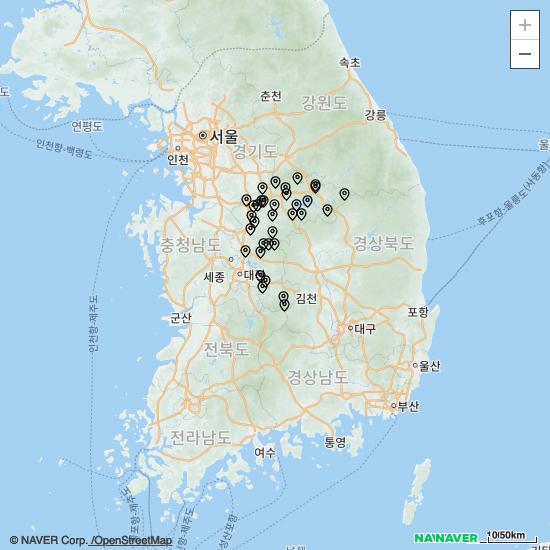 속초
춘천
강원도
강릉
도
연평도
서울
울
인천항-백령도
인천
경기도
후포항-울릉도(사동항)
충청남도
경상북도
세종
대
김천
인천항-제주도
군산
포항
대구
전북도
울산
경상남도
부산
전라남도
통영
여수
© NAVER Corp. /OpenStreetMap
NAVER
10/50km